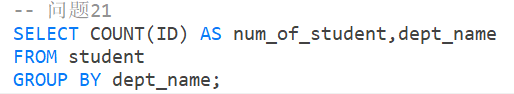 -- 问题21
SELECT COUNT(ID) AS num_of_student,dept_name
FROM student
GROUP BY dept_name;